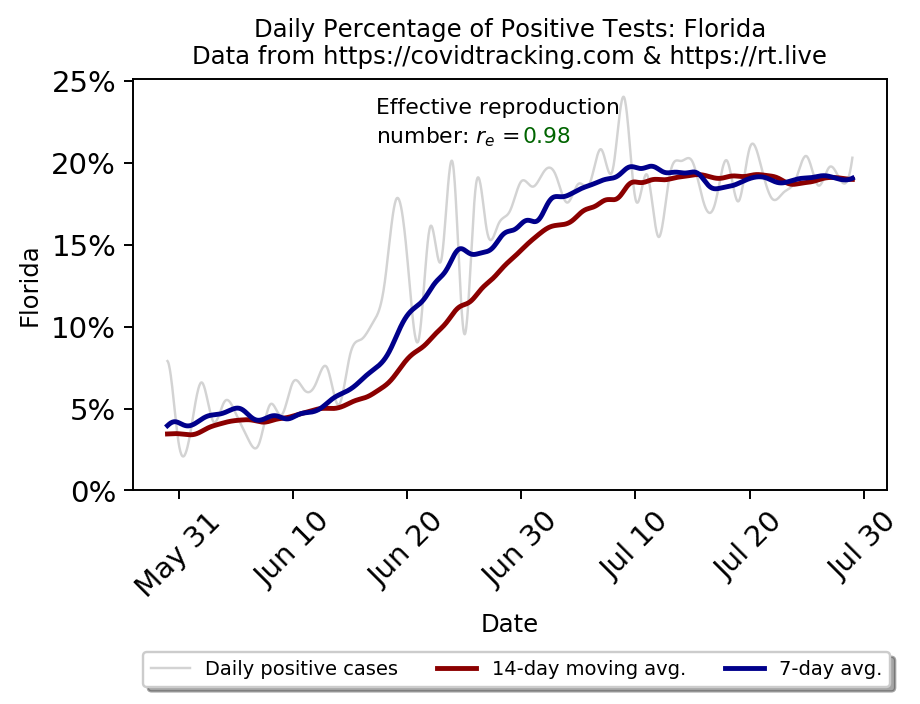 Daily Percentage of Positive Tests: Florida
Data from https://covidtracking.com & https://rt.live
Effective reproduction
number: rₑ =0.98
25%
20%
15%
10%
5%
0%
Florida
May 31
Jun 10
Jun 20
Jun 30
Jul 10
Jul 20
Jul 30
Date
Daily positive cases
14-day moving avg.
7-day avg.